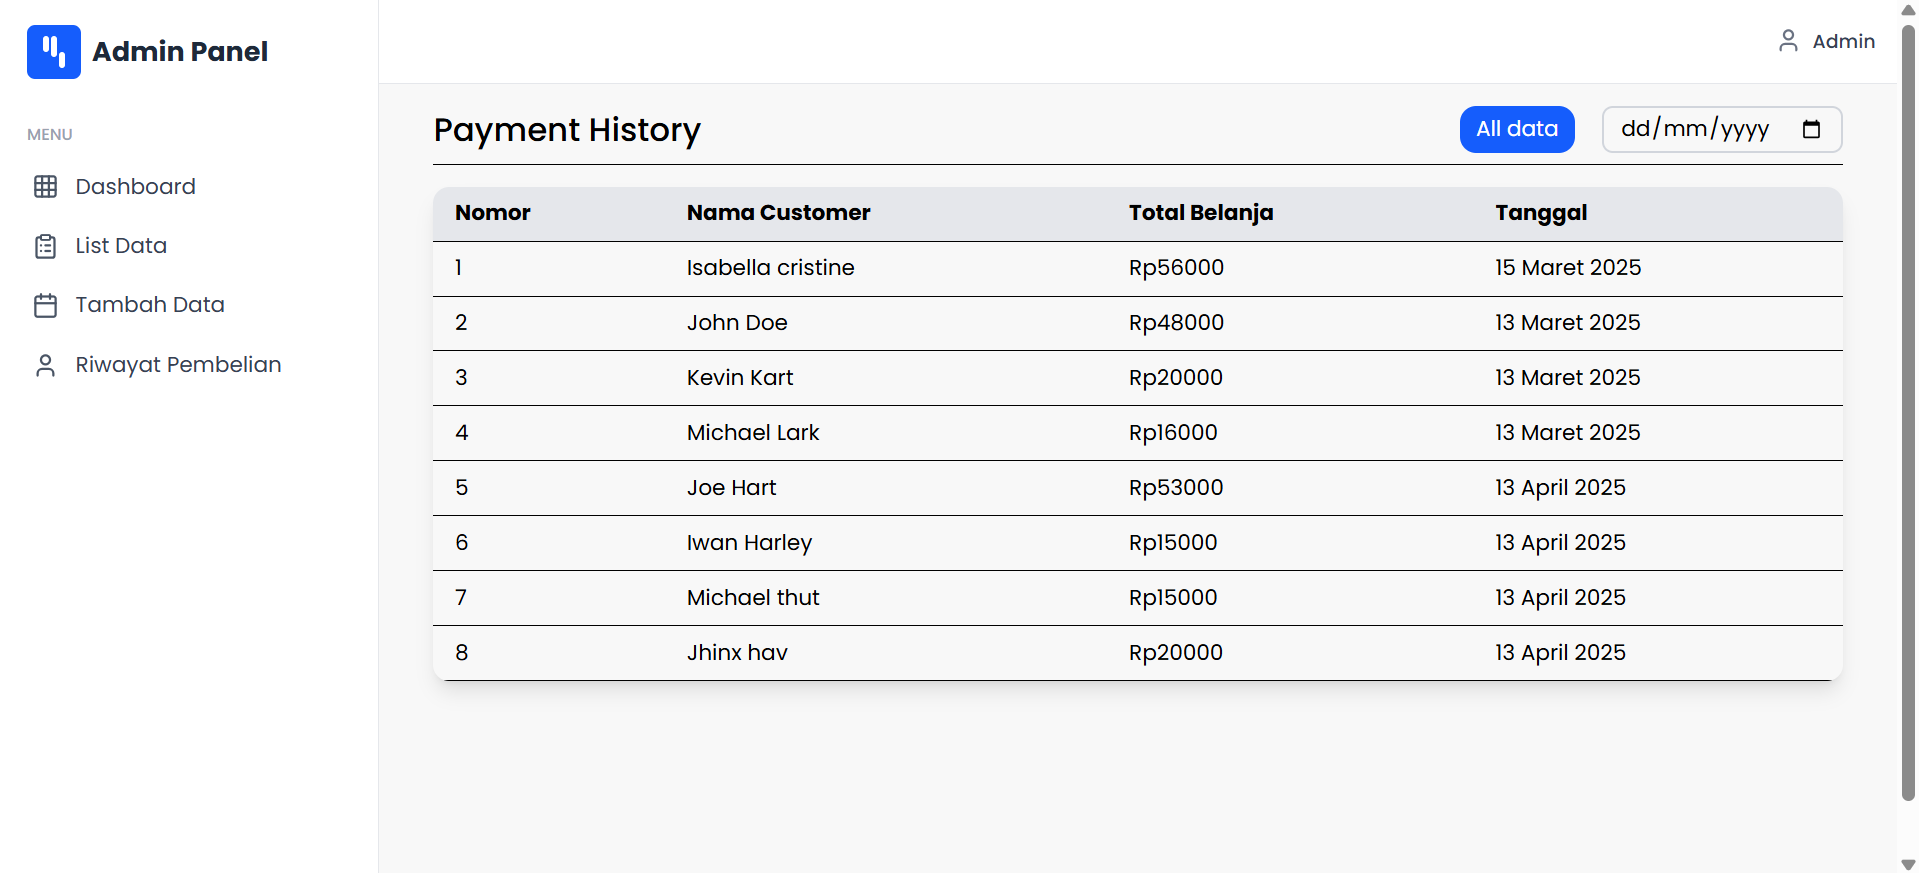 Admin Panel
MENU
Dashboard
List Data
Tambah Data
Riwayat Pembelian
Admin
Payment History
All data
dd/mm/yyyy
Nomor Nama Customer Total Belanja Tanggal
1 Isabella cristine Rp56000 15 Maret 2025
2 John Doe Rp48000 13 Maret 2025
3 Kevin Kart Rp20000 13 Maret 2025
4 Michael Lark Rp16000 13 Maret 2025
5 Joe Hart Rp53000 13 April 2025
6 Iwan Harley Rp15000 13 April 2025
7 Michael thut Rp15000 13 April 2025
8 Jhinx hav Rp20000 13 April 2025